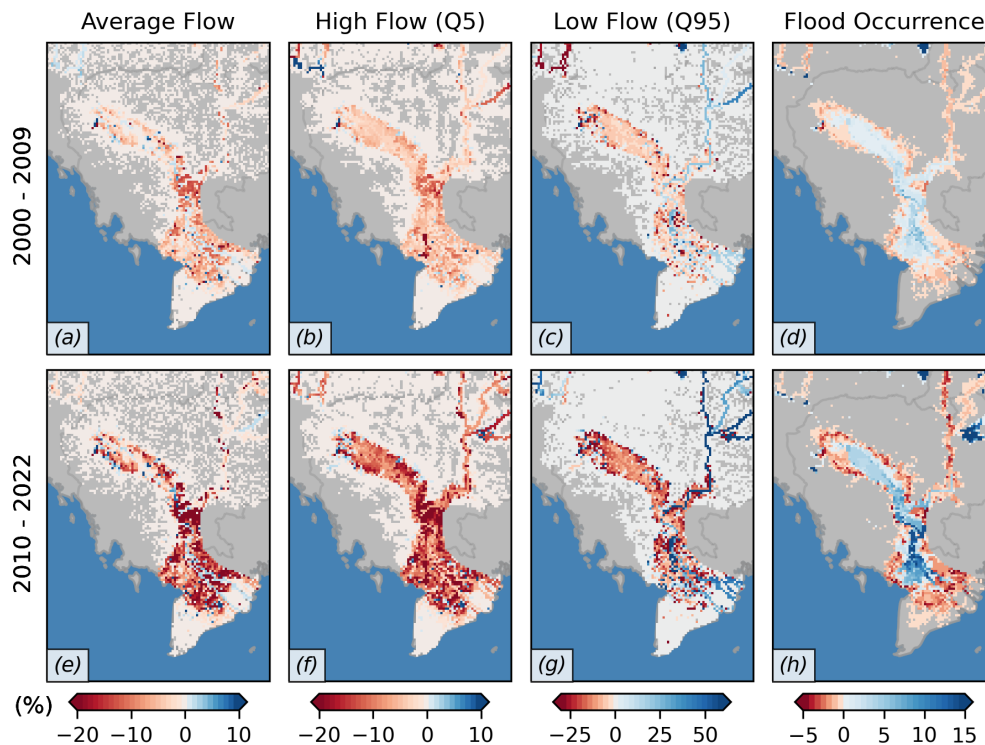 Average Flow High Flow (Q5) Low Flow (Q95) Flood Occurrence
2000 - 2009
(a) (b) (c) (d)
2010 - 2022
(e) (f) (g) (h)
(%) −20 −10 0 10 −20 −10 0 10 −25 0 25 50 −5 0 5 10 15